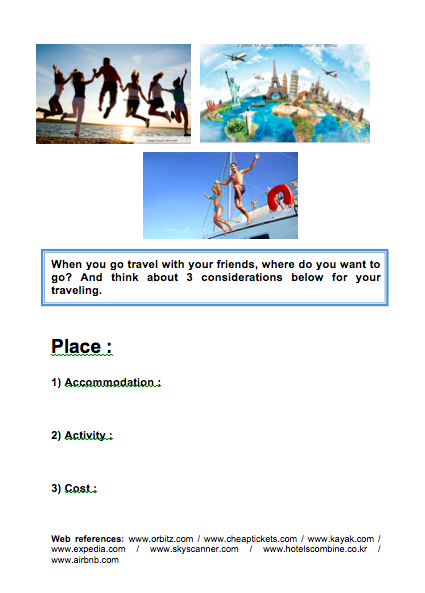 When you go travel with your friends, where do you want to
go? And think about 3 considerations below for your
traveling.
Place :
1) Accommodation :
2) Activity :
3) Cost :
Web references: www.orbitz.com / www.cheaptickets.com / www.kayak.com /
www.expedia.com / www.skyscanner.com / www.hotelscombine.co.kr /
www.airbnb.com